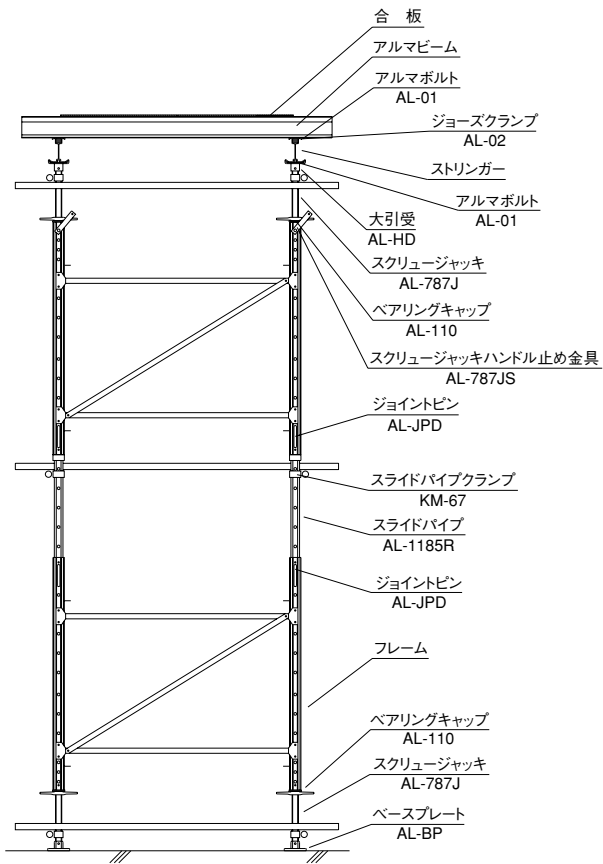 合　板
アルマビーム
アルマボルト
AL-01
ジョーズクランプ
AL-02
ストリンガー
アルマボルト
AL-01
大引受
AL-HD
スクリュージャッキ
AL-787J
ベアリングキャップ
AL-110
スクリュージャッキハンドル止め金具
AL-787JS
ジョイントピン
AL-JPD
スライドパイプクランプ
KM-67
スライドパイプ
AL-1185R
ジョイントピン
AL-JPD
フレーム
ベアリングキャップ
AL-110
スクリュージャッキ
AL-787J
ベースプレート
AL-BP